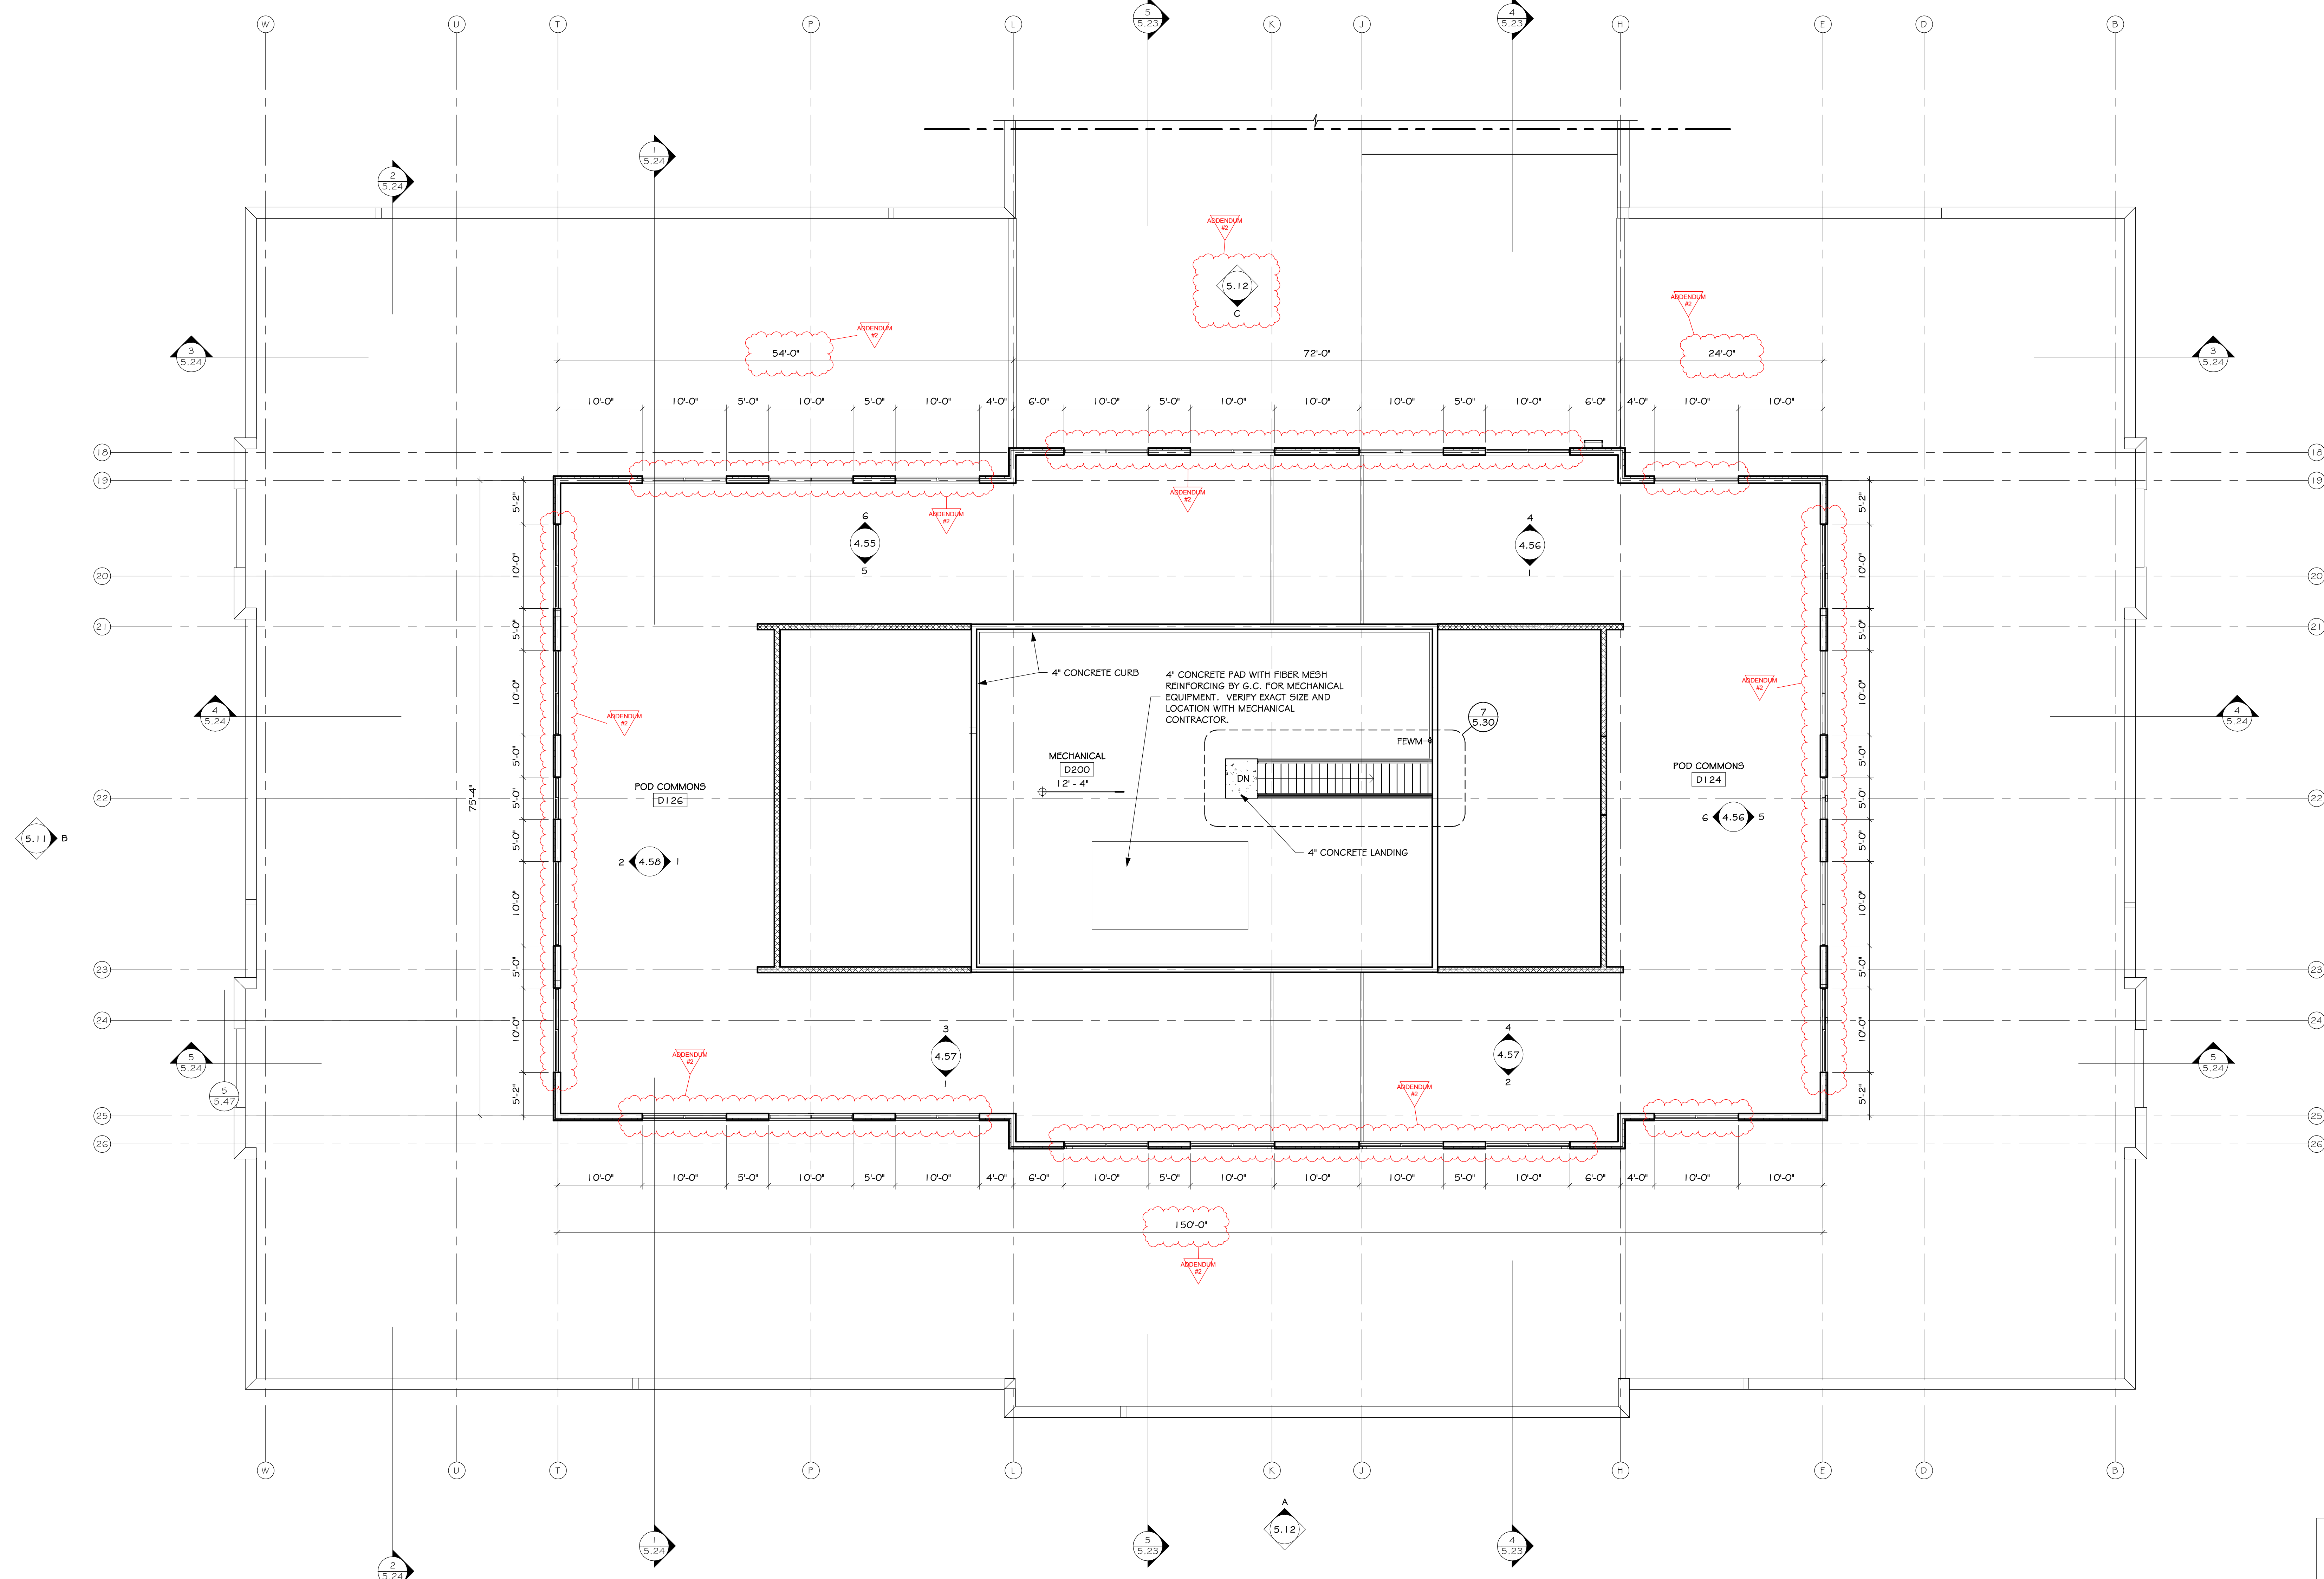 W U T P L K J H E D B
5
5.23
4
5.23
1
5.24
2
5.24
ADDENDUM
#2
5.12
C
ADDENDUM
#2
ADDENDUM
#2
3
5.24
54'-0"
72'-0"
24'-0"
3
5.24
10'-0" 10'-0" 5'-0" 10'-0" 5'-0" 10'-0" 4'-0" 6'-0" 10'-0" 5'-0" 10'-0" 10'-0" 10'-0" 5'-0" 10'-0" 6'-0" 4'-0" 10'-0" 10'-0"
18
18
19
19
ADDENDUM
#2
ADDENDUM
#2
5'-2"
5'-2"
6
4.55
5
4
4.56
1
10'-0"
10'-0"
20
20
21
21
5'-0"
5'-0"
4" CONCRETE CURB
4" CONCRETE PAD WITH FIBER MESH
REINFORCING BY G.C. FOR MECHANICAL
EQUIPMENT. VERIFY EXACT SIZE AND
LOCATION WITH MECHANICAL
CONTRACTOR.
10'-0"
10'-0"
ADDENDUM
#2
ADDENDUM
#2
4
5.24
4
5.24
7
5.30
FEWM
MECHANICAL
D200
12' - 4"
DN
5'-0"
5'-0"
POD COMMONS
D126
POD COMMONS
D124
75'-4"
22
22
5'-0"
5'-0"
6 4.56 5
5.11 B
5'-0"
5'-0"
4" CONCRETE LANDING
2 4.58 1
10'-0"
10'-0"
23
23
5'-0"
5'-0"
24
24
10'-0"
10'-0"
3
4.57
1
4
4.57
2
ADDENDUM
#2
ADDENDUM
#2
5
5.24
5
5.24
5
5.47
5'-2"
5'-2"
25
25
26
26
10'-0" 10'-0" 5'-0" 10'-0" 5'-0" 10'-0" 4'-0" 6'-0" 10'-0" 5'-0" 10'-0" 10'-0" 10'-0" 5'-0" 10'-0" 6'-0" 4'-0" 10'-0" 10'-0"
150'-0"
ADDENDUM
#2
W U T P L K J H E D B
A
5.12
1
5.24
5
5.23
4
5.23
2
5.24